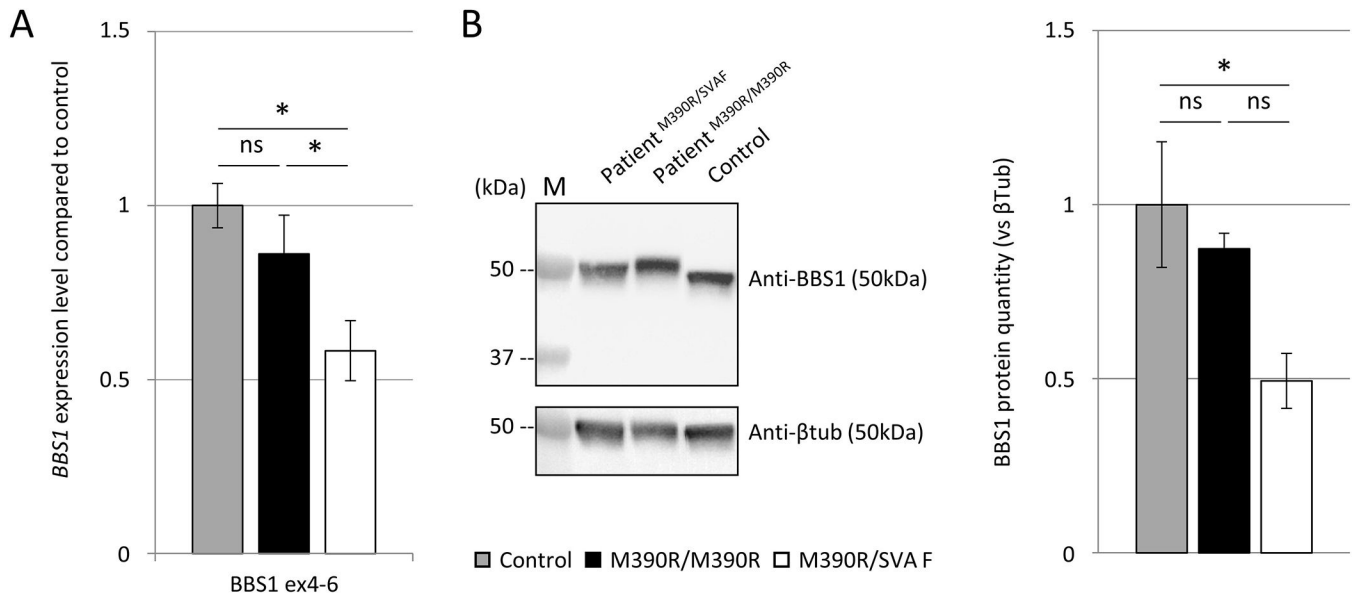 A
BBS1 expression level compared to control
1.5
1
0.5
0
*
ns
*
BBS1 ex4-6
B
Patient M390R/SVAF
Patient M390R/M390R
Control
(kDa)
M
50 --
Anti-BBS1 (50kDa)
37 --
50 --
Anti-βtub (50kDa)
BBS1 protein quantity (vs βTub)
1.5
1
0.5
0
*
ns
ns
Control M390R/M390R M390R/SVA F